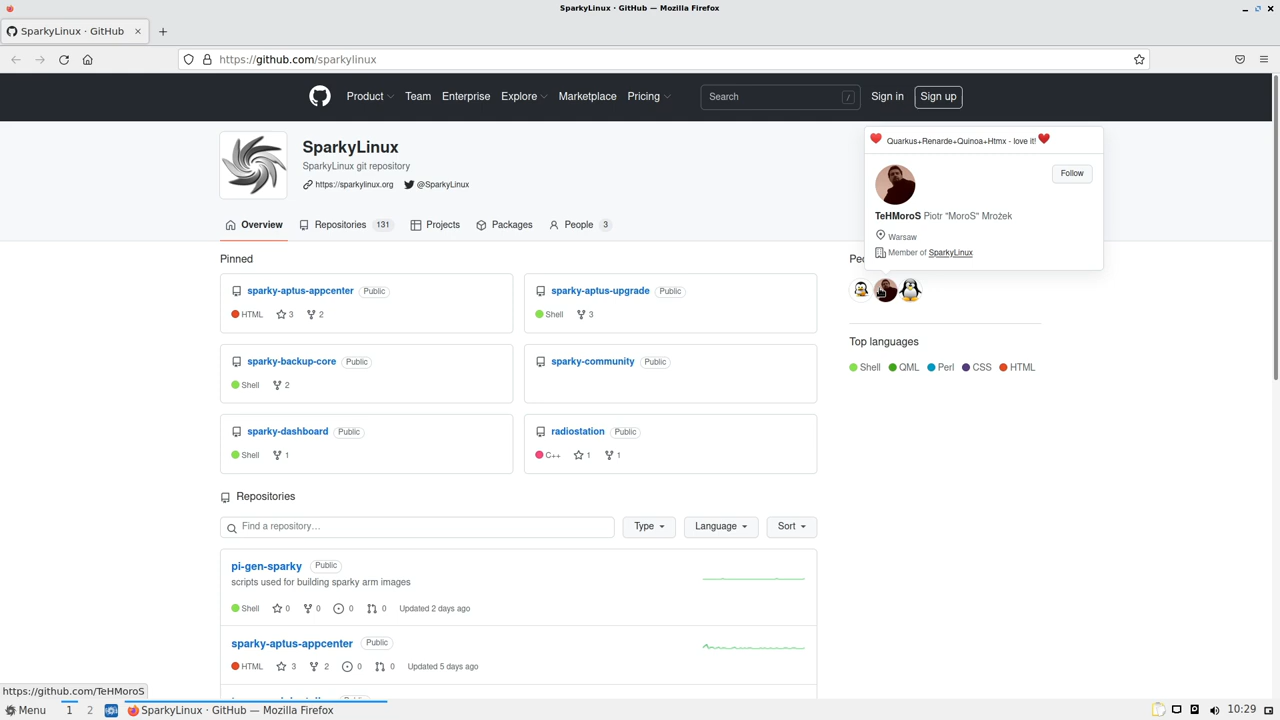 SparkyLinux · GitHub — Mozilla Firefox
SparkyLinux · GitHub
https://github.com/sparkylinux
Product
Team
Enterprise
Explore
Marketplace
Pricing
Search
/
Sign in
Sign up
SparkyLinux
SparkyLinux git repository
https://sparkylinux.org
@SparkyLinux
Quarkus+Renarde+Quinoa+Htmx - love it!
Follow
TeHMoroS Piotr "MoroS" Mrożek
Warsaw
Member of SparkyLinux
Overview
Repositories 131
Projects
Packages
People 3
Pinned
sparky-aptus-appcenter Public
HTML 3 2
sparky-aptus-upgrade Public
Shell 3
sparky-backup-core Public
Shell 2
sparky-community Public
sparky-dashboard Public
Shell 1
radiostation Public
C++ 1 1
Top languages
Shell QML Perl CSS HTML
Repositories
Find a repository…
Type
Language
Sort
pi-gen-sparky Public
scripts used for building sparky arm images
Shell 0 0 0 0 Updated 2 days ago
sparky-aptus-appcenter Public
HTML 3 2 0 0 Updated 5 days ago
https://github.com/TeHMoroS
Menu
1
2
SparkyLinux · GitHub — Mozilla Firefox
10:29